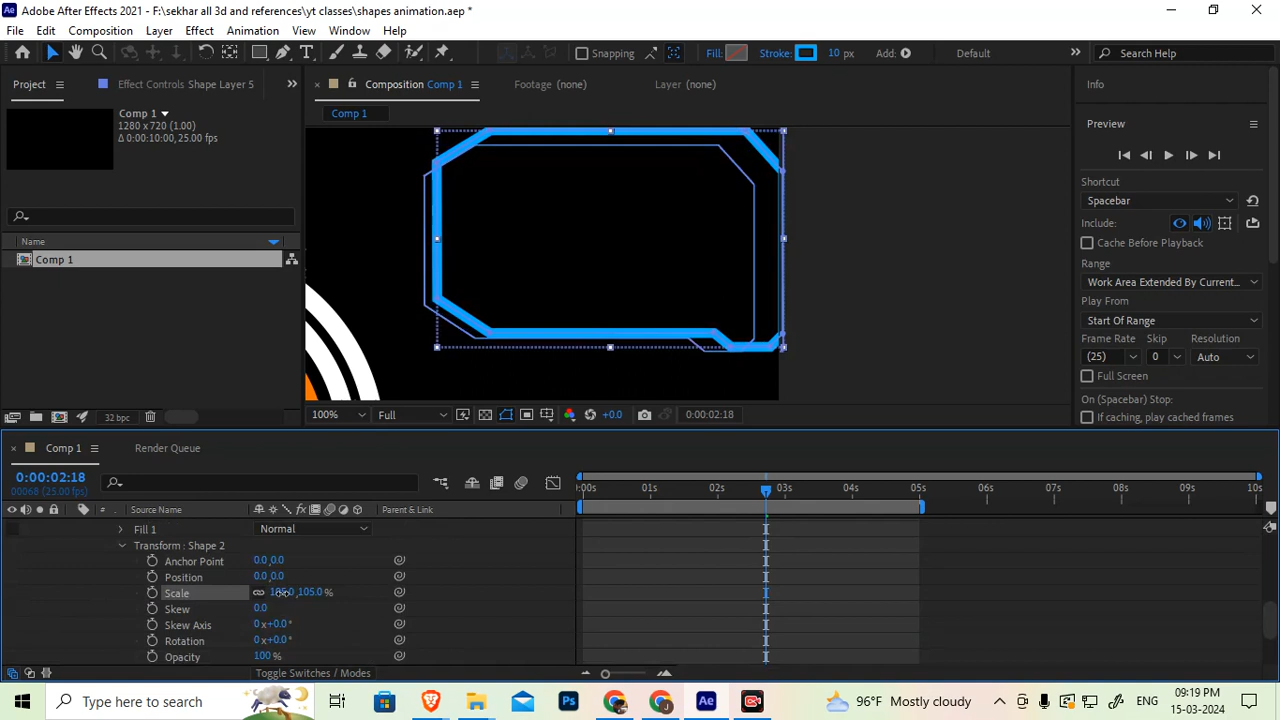 Adobe After Effects 2021 - F:\sekhar all 3d and references\yt classes\shapes animation.aep *
File Edit Composition Layer Effect Animation View Window Help
Snapping Fill: Stroke: 10 px Add: Default Search Help
Project Effect Controls Shape Layer 5 Composition Comp 1 Footage (none) Layer (none) Info
Comp 1
1280 x 720 (1.00)
Δ 0:00:10:00, 25.00 fps
Comp 1
Preview
Shortcut
Spacebar
Include:
Cache Before Playback
Range
Work Area Extended By Current...
Play From
Start Of Range
Frame Rate Skip Resolution
(25) 0 Auto
Full Screen
On (Spacebar) Stop:
If caching, play cached frames
Name
Comp 1
32 bpc
100% Full +0.0 0:00:02:18
Comp 1 Render Queue
0:00:02:18
00068 (25.00 fps)
0:00s 01s 02s 03s 04s 05s 06s 07s 08s 09s 10s
# Source Name Parent & Link
Fill 1 Normal
Transform : Shape 2
Anchor Point 0.0,0.0
Position 0.0,0.0
Scale 105.0,105.0 %
Skew 0.0
Skew Axis 0 x+0.0°
Rotation 0 x+0.0°
Opacity 100 %
Toggle Switches / Modes
Type here to search Ps Ae 96°F Mostly cloudy ENG 09:19 PM
15-03-2024